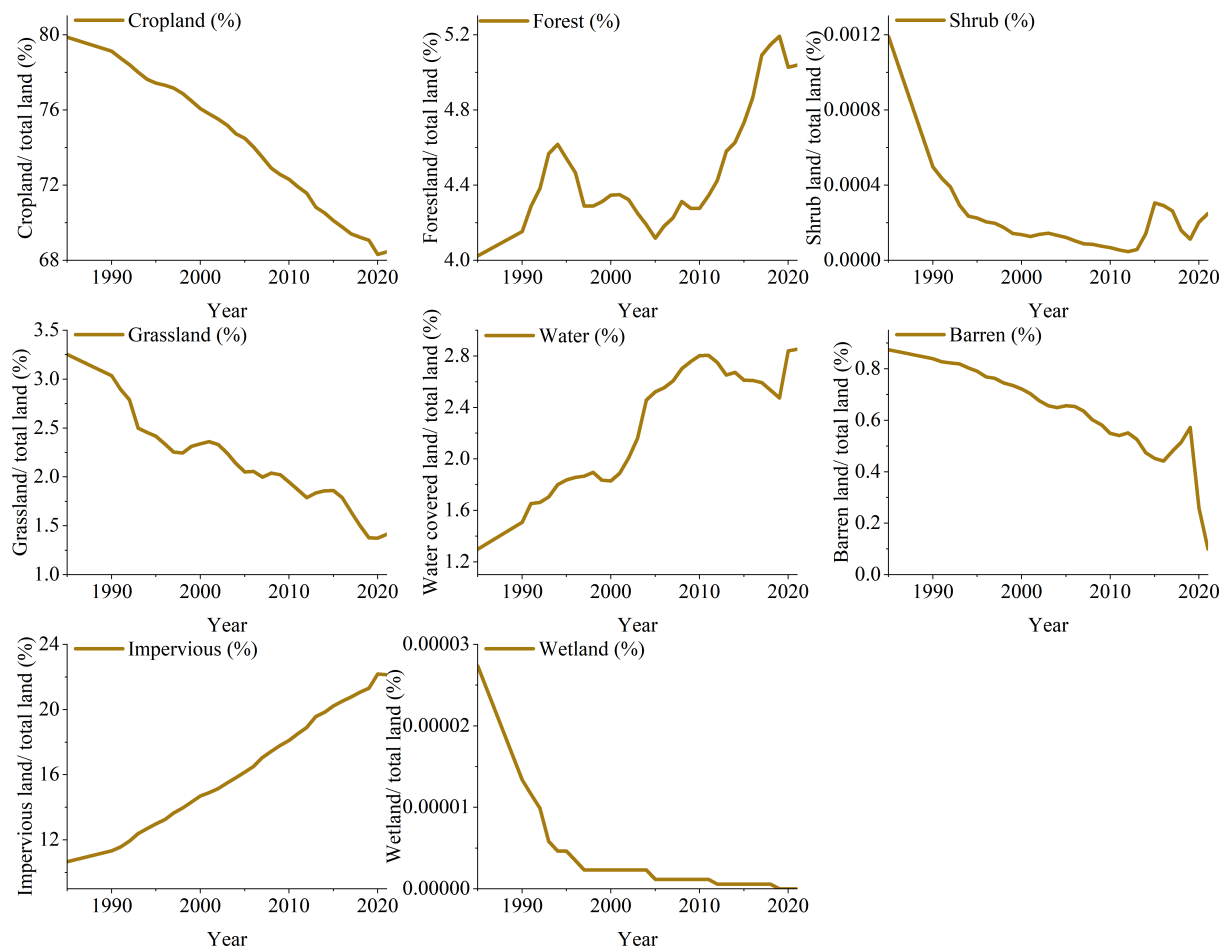 Cropland (%)
80
76
72
68
Cropland/ total land (%)
1990
2000
2010
2020
Year
Forest (%)
5.2
4.8
4.4
4.0
Forestland/ total land (%)
1990
2000
2010
2020
Year
Shrub (%)
0.0012
0.0008
0.0004
0.0000
Shrub land/ total land (%)
1990
2000
2010
2020
Year
Grassland (%)
3.5
3.0
2.5
2.0
1.5
1.0
Grassland/ total land (%)
1990
2000
2010
2020
Year
Water (%)
2.8
2.4
2.0
1.6
1.2
Water covered land/ total land (%)
1990
2000
2010
2020
Year
Barren (%)
0.8
0.6
0.4
0.2
0.0
Barren land/ total land (%)
1990
2000
2010
2020
Year
Impervious (%)
24
20
16
12
Impervious land/ total land (%)
1990
2000
2010
2020
Year
Wetland (%)
0.00003
0.00002
0.00001
0.00000
Wetland/ total land (%)
1990
2000
2010
2020
Year